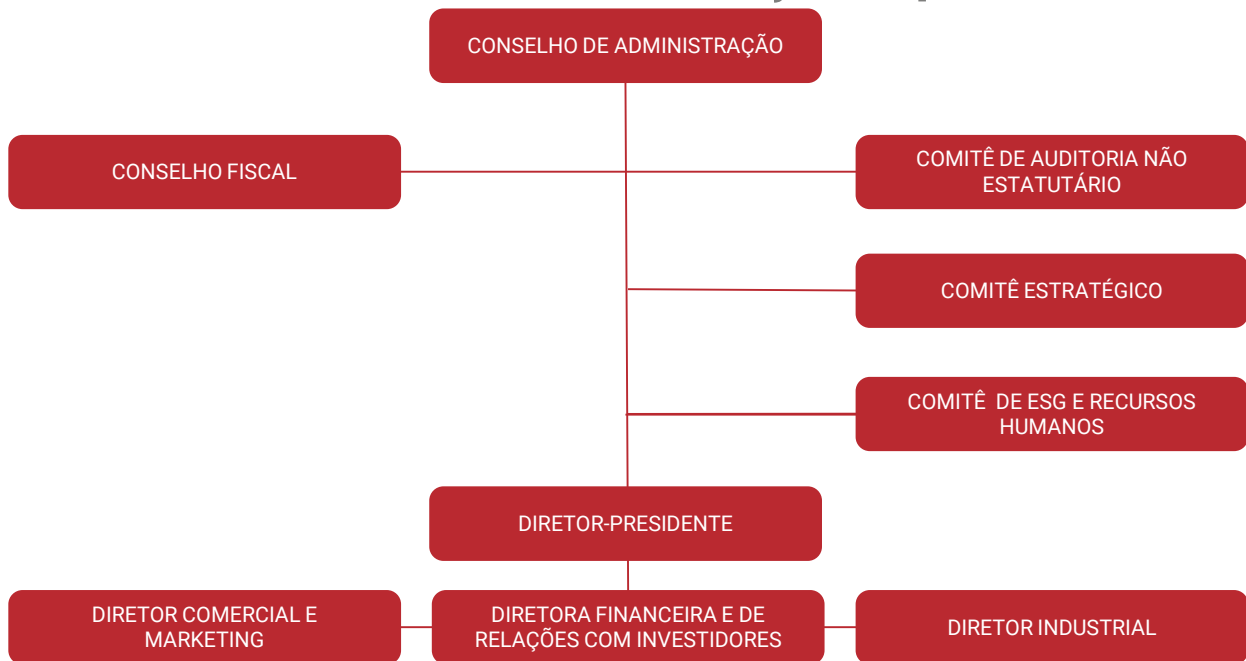 CONSELHO DE ADMINISTRAÇÃO
CONSELHO FISCAL
COMITÊ DE AUDITORIA NÃO
ESTATUTÁRIO
COMITÊ ESTRATÉGICO
COMITÊ DE ESG E RECURSOS
HUMANOS
DIRETOR-PRESIDENTE
DIRETOR COMERCIAL E
MARKETING
DIRETORA FINANCEIRA E DE
RELAÇÕES COM INVESTIDORES
DIRETOR INDUSTRIAL